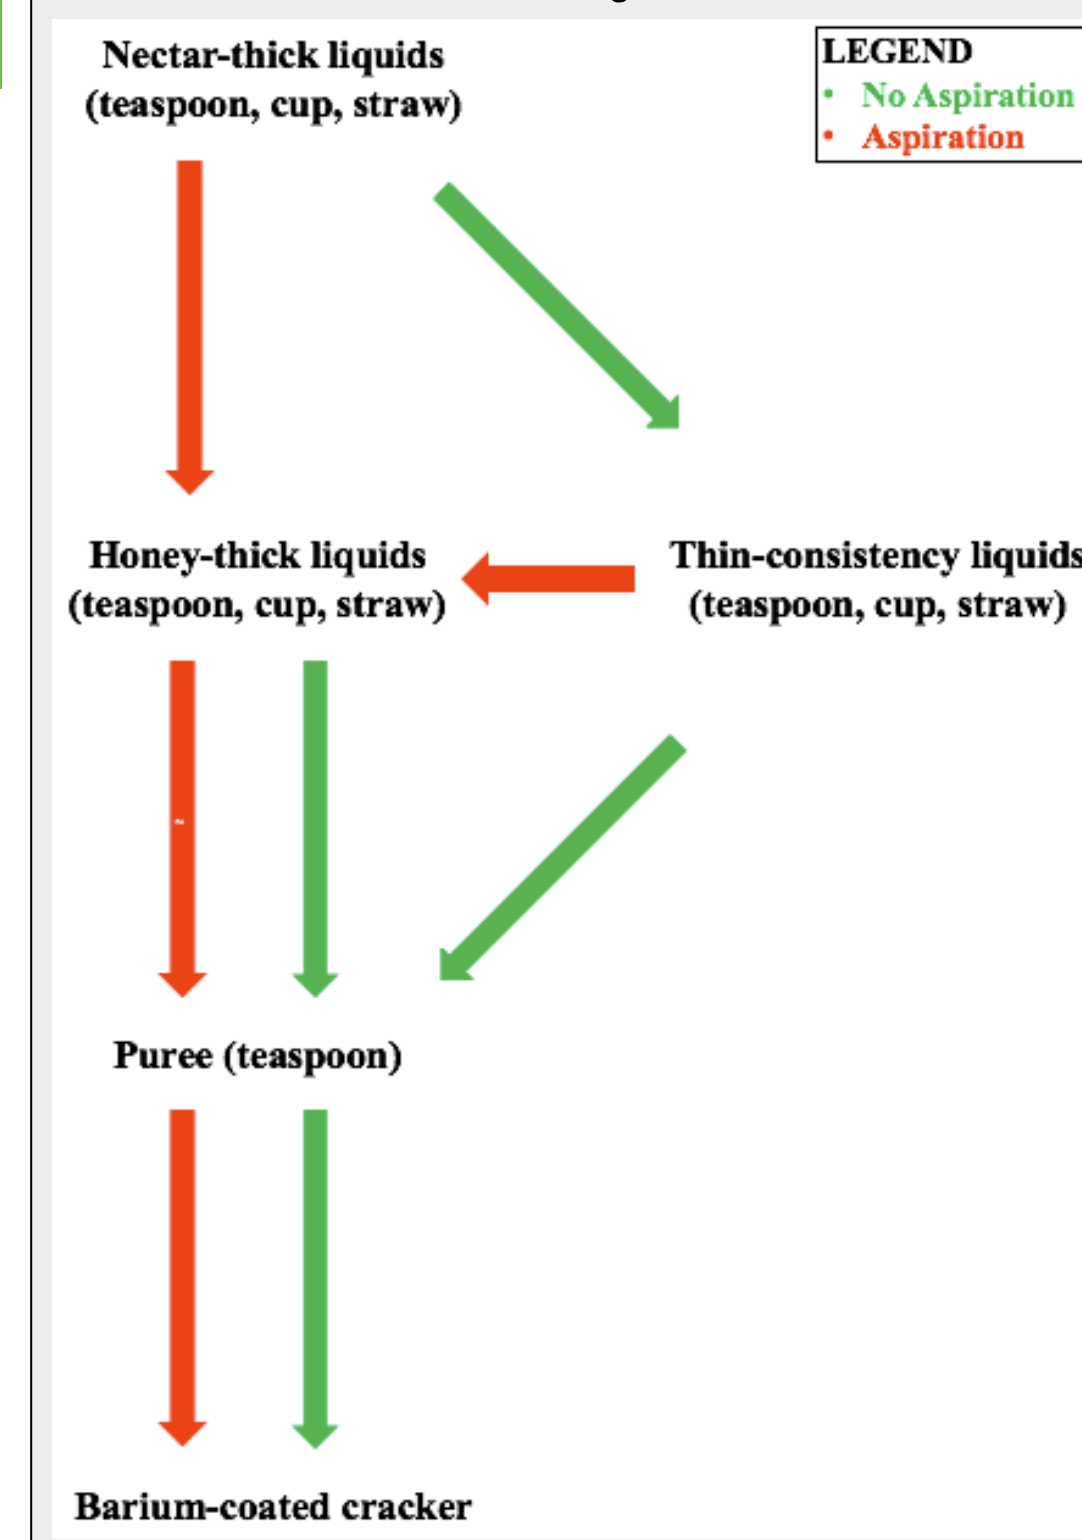 Nectar-thick liquids
(teaspoon, cup, straw)
LEGEND
• No Aspiration
• Aspiration
Honey-thick liquids
(teaspoon, cup, straw)
Thin-consistency liquids
(teaspoon, cup, straw)
Puree (teaspoon)
Barium-coated cracker